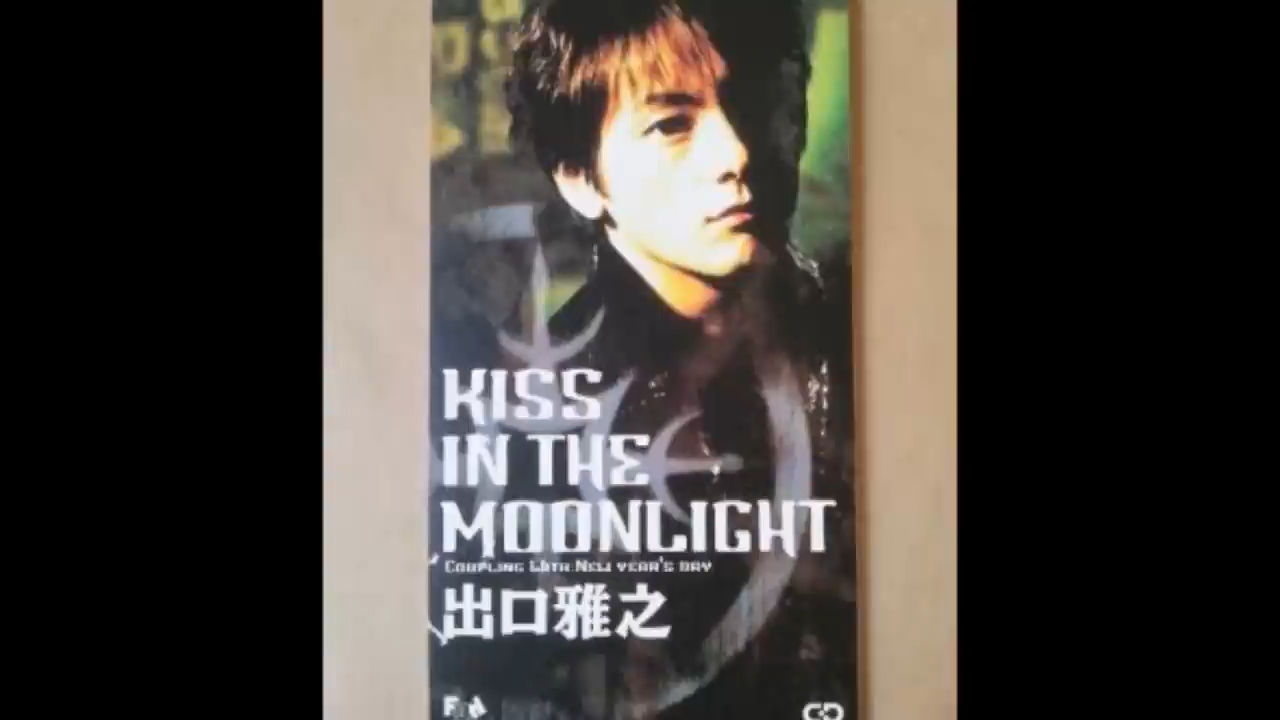 KISS
IN THE
MOONLIGHT
COUPLING WITH NEW YEAR'S DAY
出口雅之